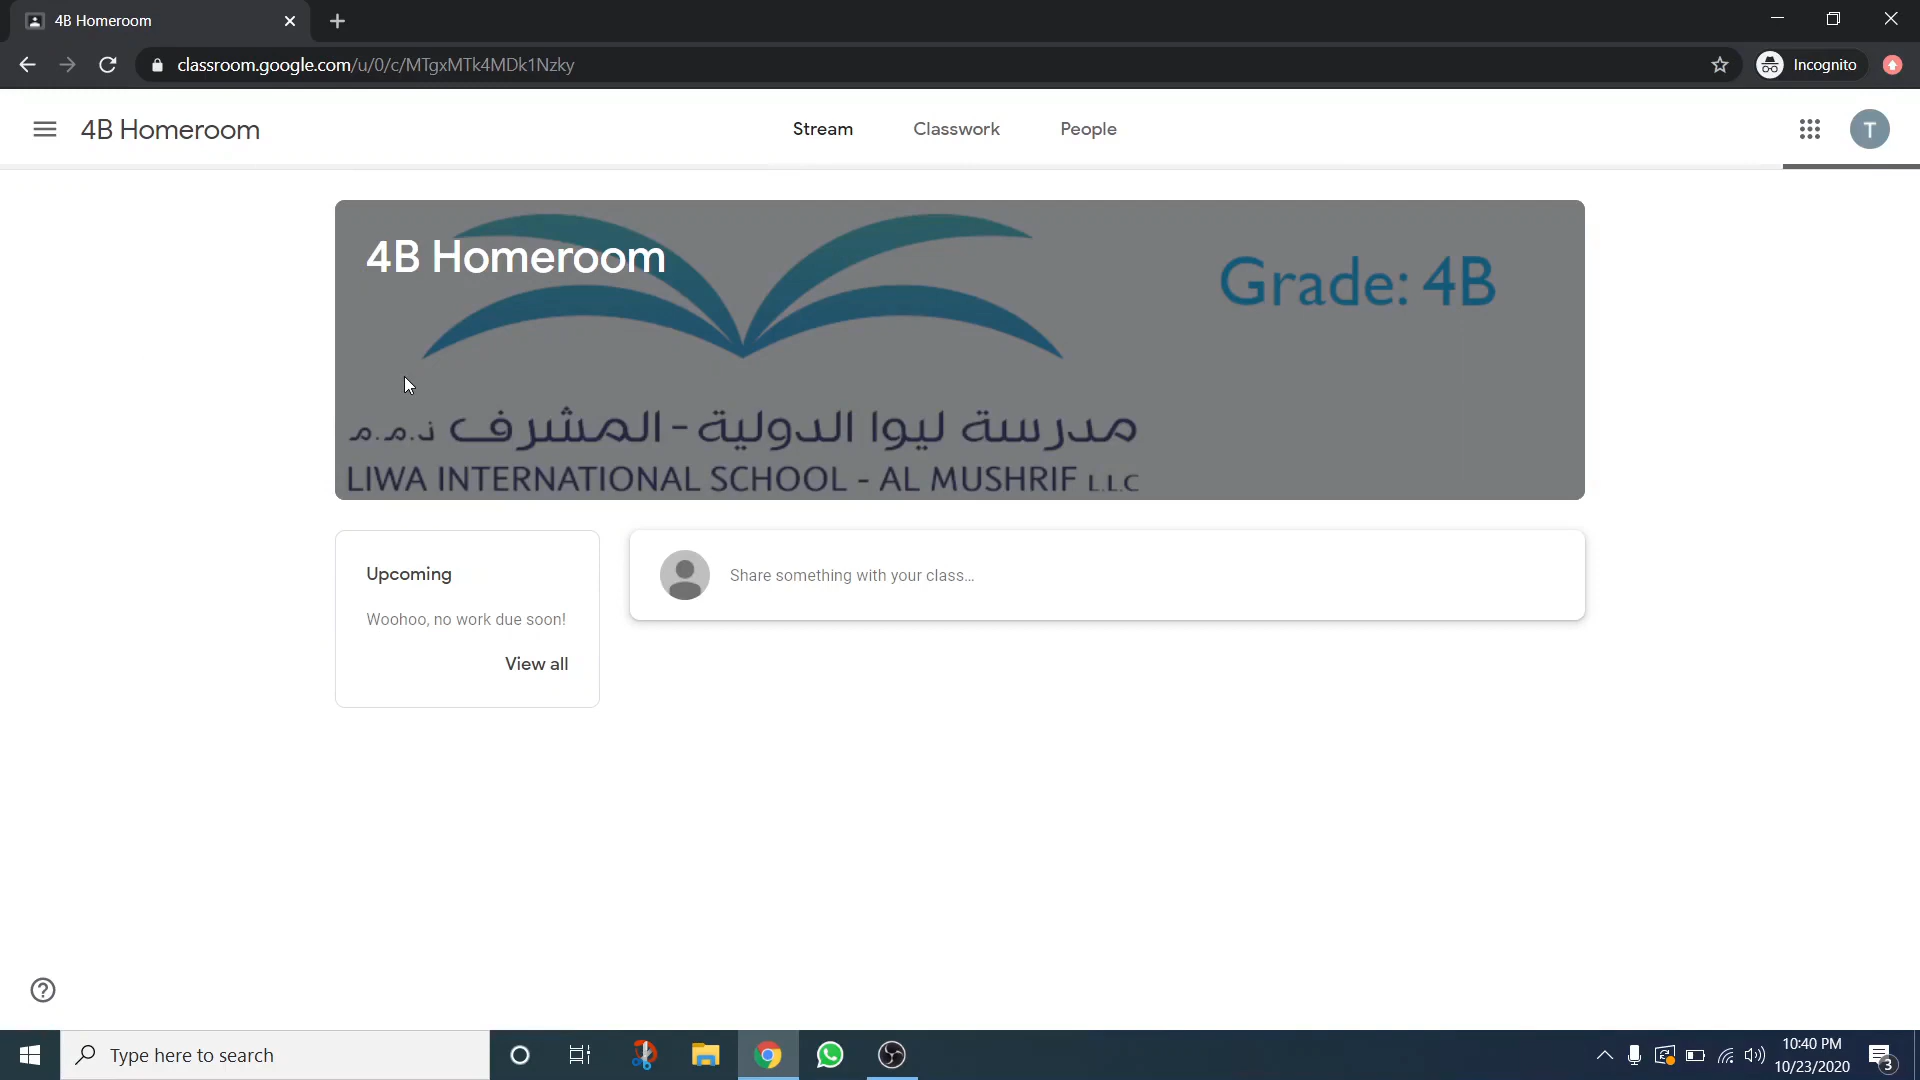 4B Homeroom
classroom.google.com/u/0/c/MTgxMTk4MDk1Nzky
Incognito
4B Homeroom
Stream
Classwork
People
T
4B Homeroom
Grade: 4B
مدرسة ليوا الدولية - المشرف ذ.م.م
LIWA INTERNATIONAL SCHOOL - AL MUSHRIF L.L.C
Upcoming
Woohoo, no work due soon!
View all
Share something with your class...
Type here to search
10:40 PM
10/23/2020
3